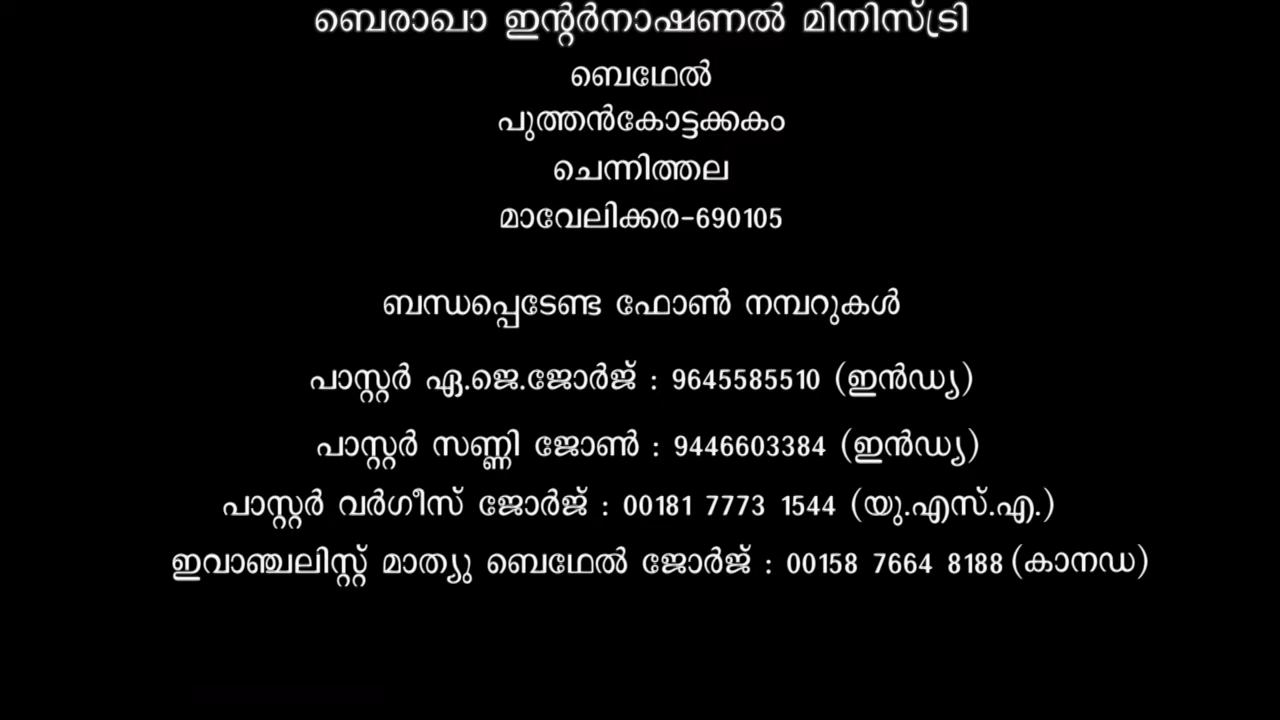 ബെരാഖാ ഇന്റർനാഷണൽ മിനിസ്ട്രി
ബെഥേൽ
പുത്തൻകോട്ടക്കകം
ചെന്നിത്തല
മാവേലിക്കര-690105
ബന്ധപ്പെടേണ്ട ഫോൺ നമ്പറുകൾ
പാസ്റ്റർ ഏ.ജെ.ജോർജ് : 9645585510 (ഇൻഡ്യ)
പാസ്റ്റർ സണ്ണി ജോൺ : 9446603384 (ഇൻഡ്യ)
പാസ്റ്റർ വർഗീസ് ജോർജ് : 00181 7773 1544 (യു.എസ്.എ.)
ഇവാഞ്ചലിസ്റ്റ് മാത്യു ബെഥേൽ ജോർജ് : 00158 7664 8188 (കാനഡ)